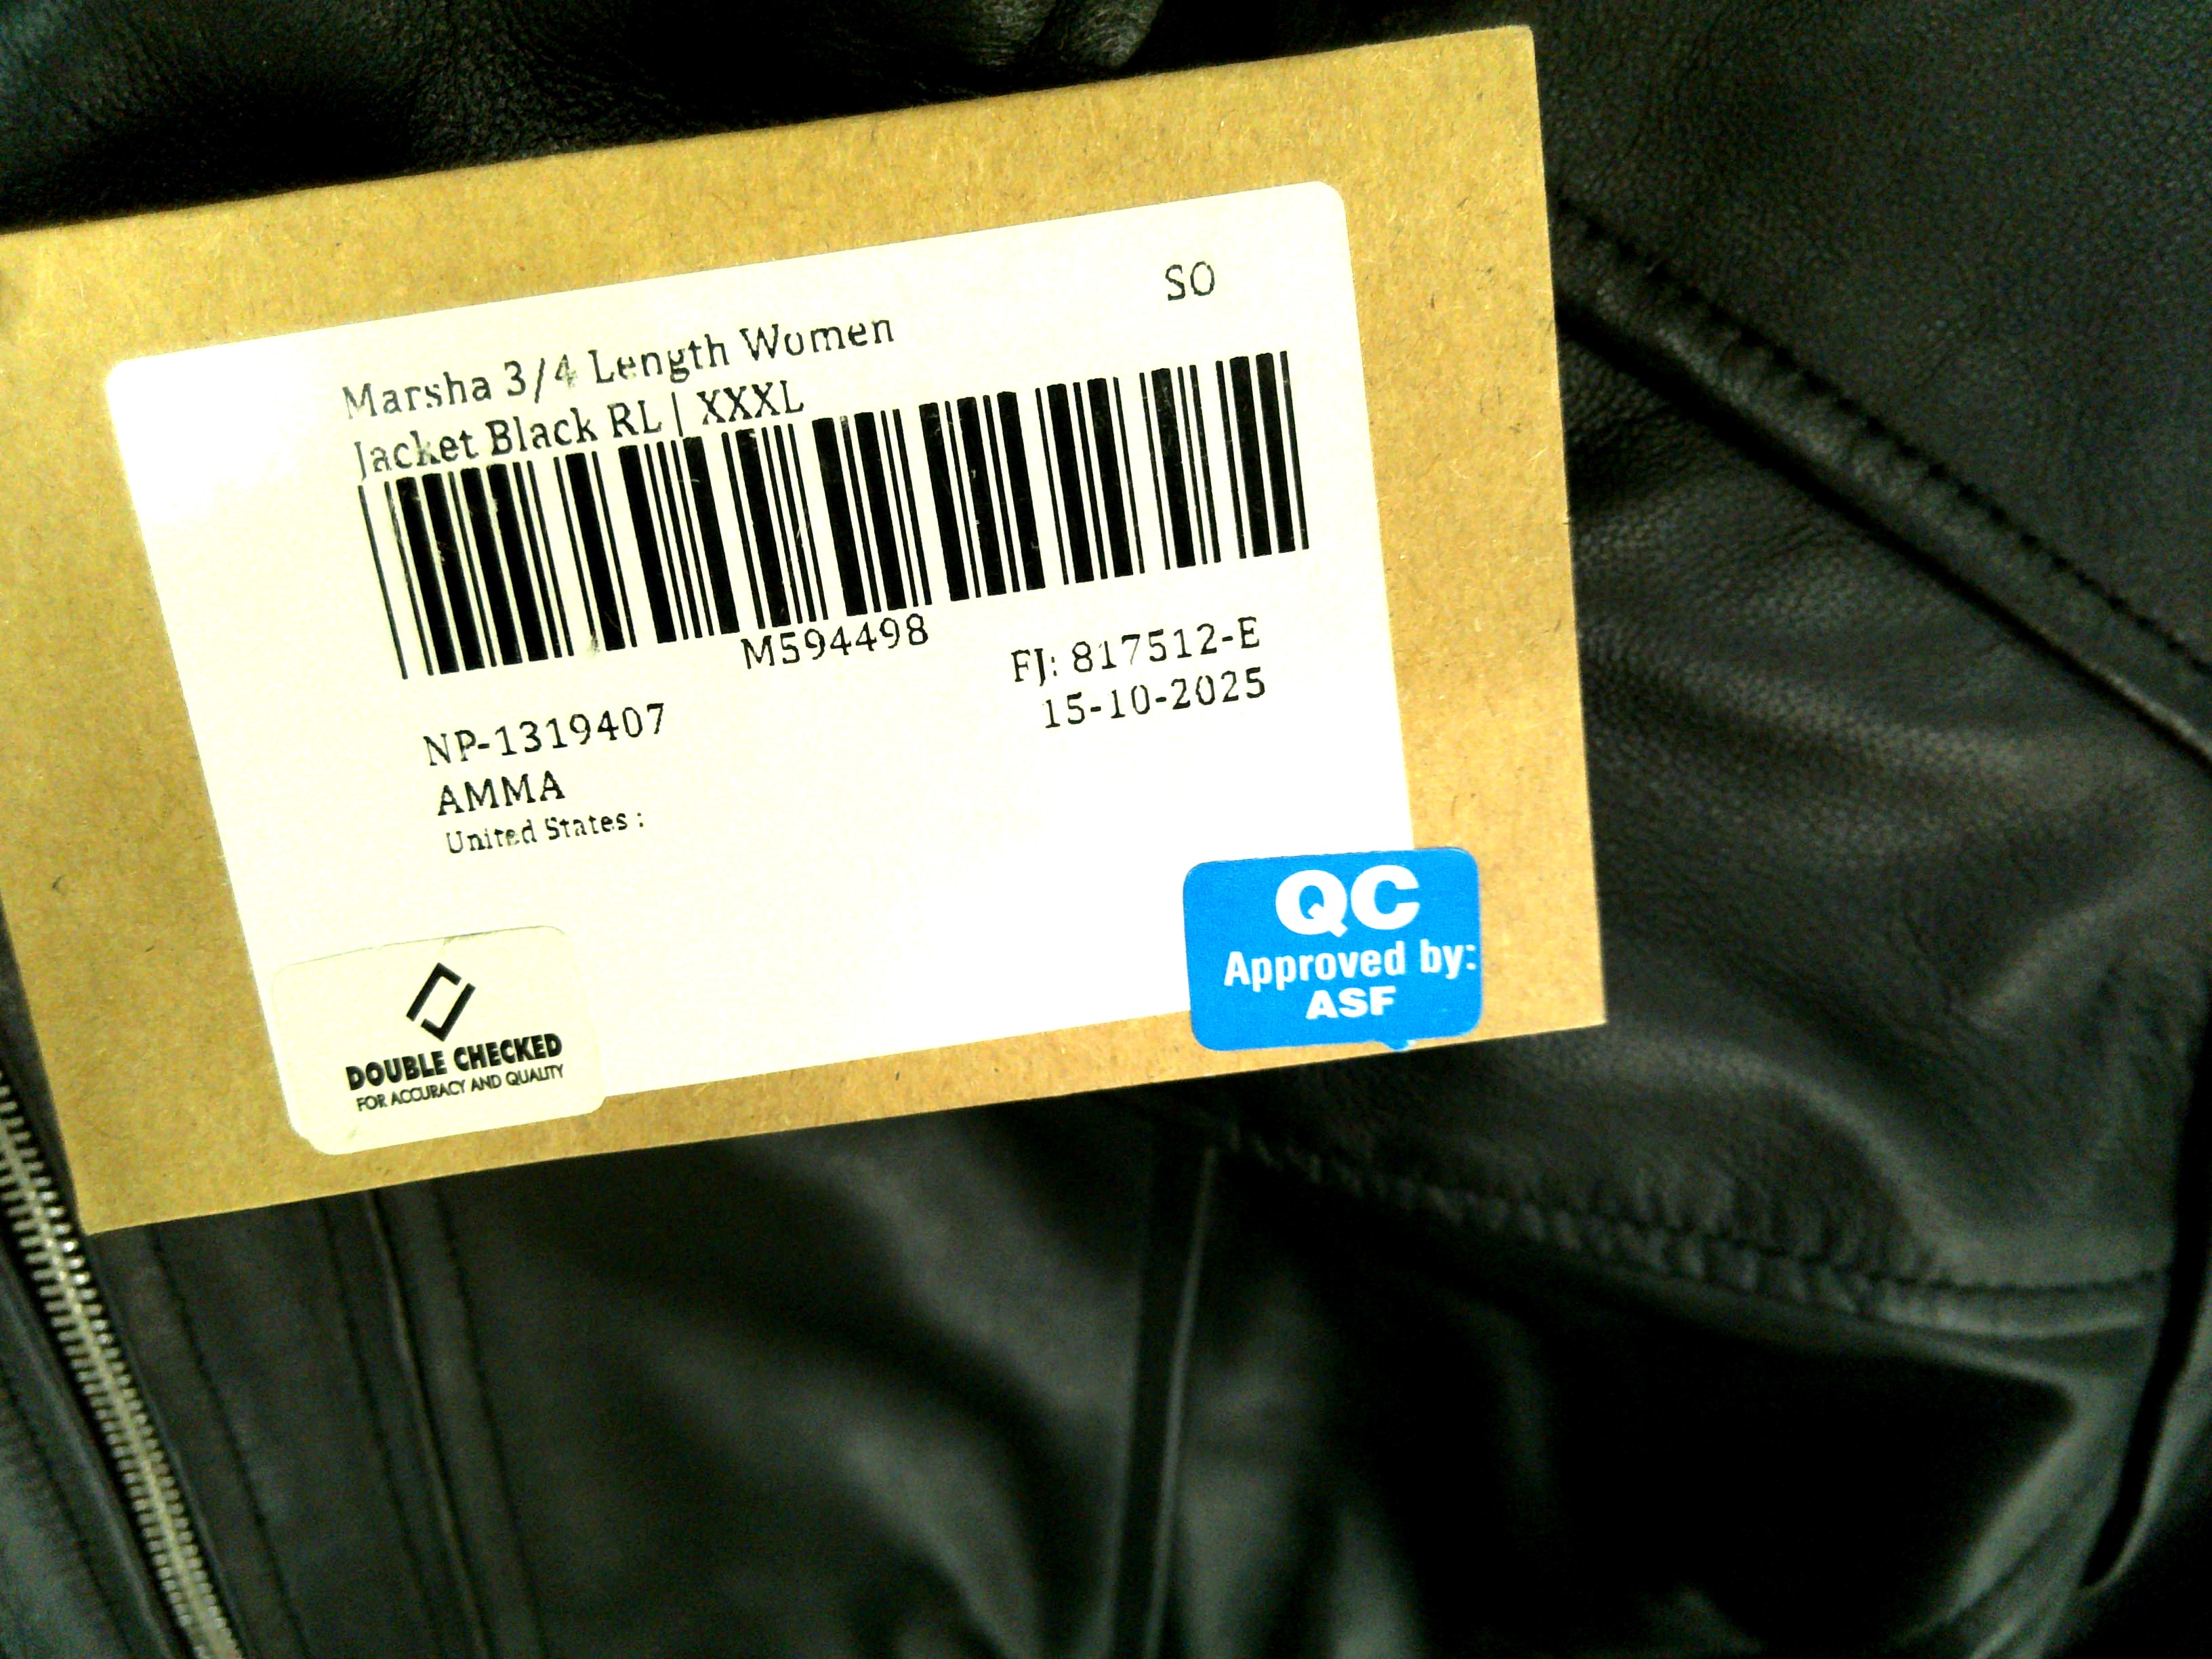 SO
Marsha 3/4 Length Women
Jacket Black RL | XXXL
M594498
FJ: 817512-E
15-10-2025
NP-1319407
AMMA
United States :
QC
Approved by:
ASF
DOUBLE CHECKED
FOR ACCURACY AND QUALITY